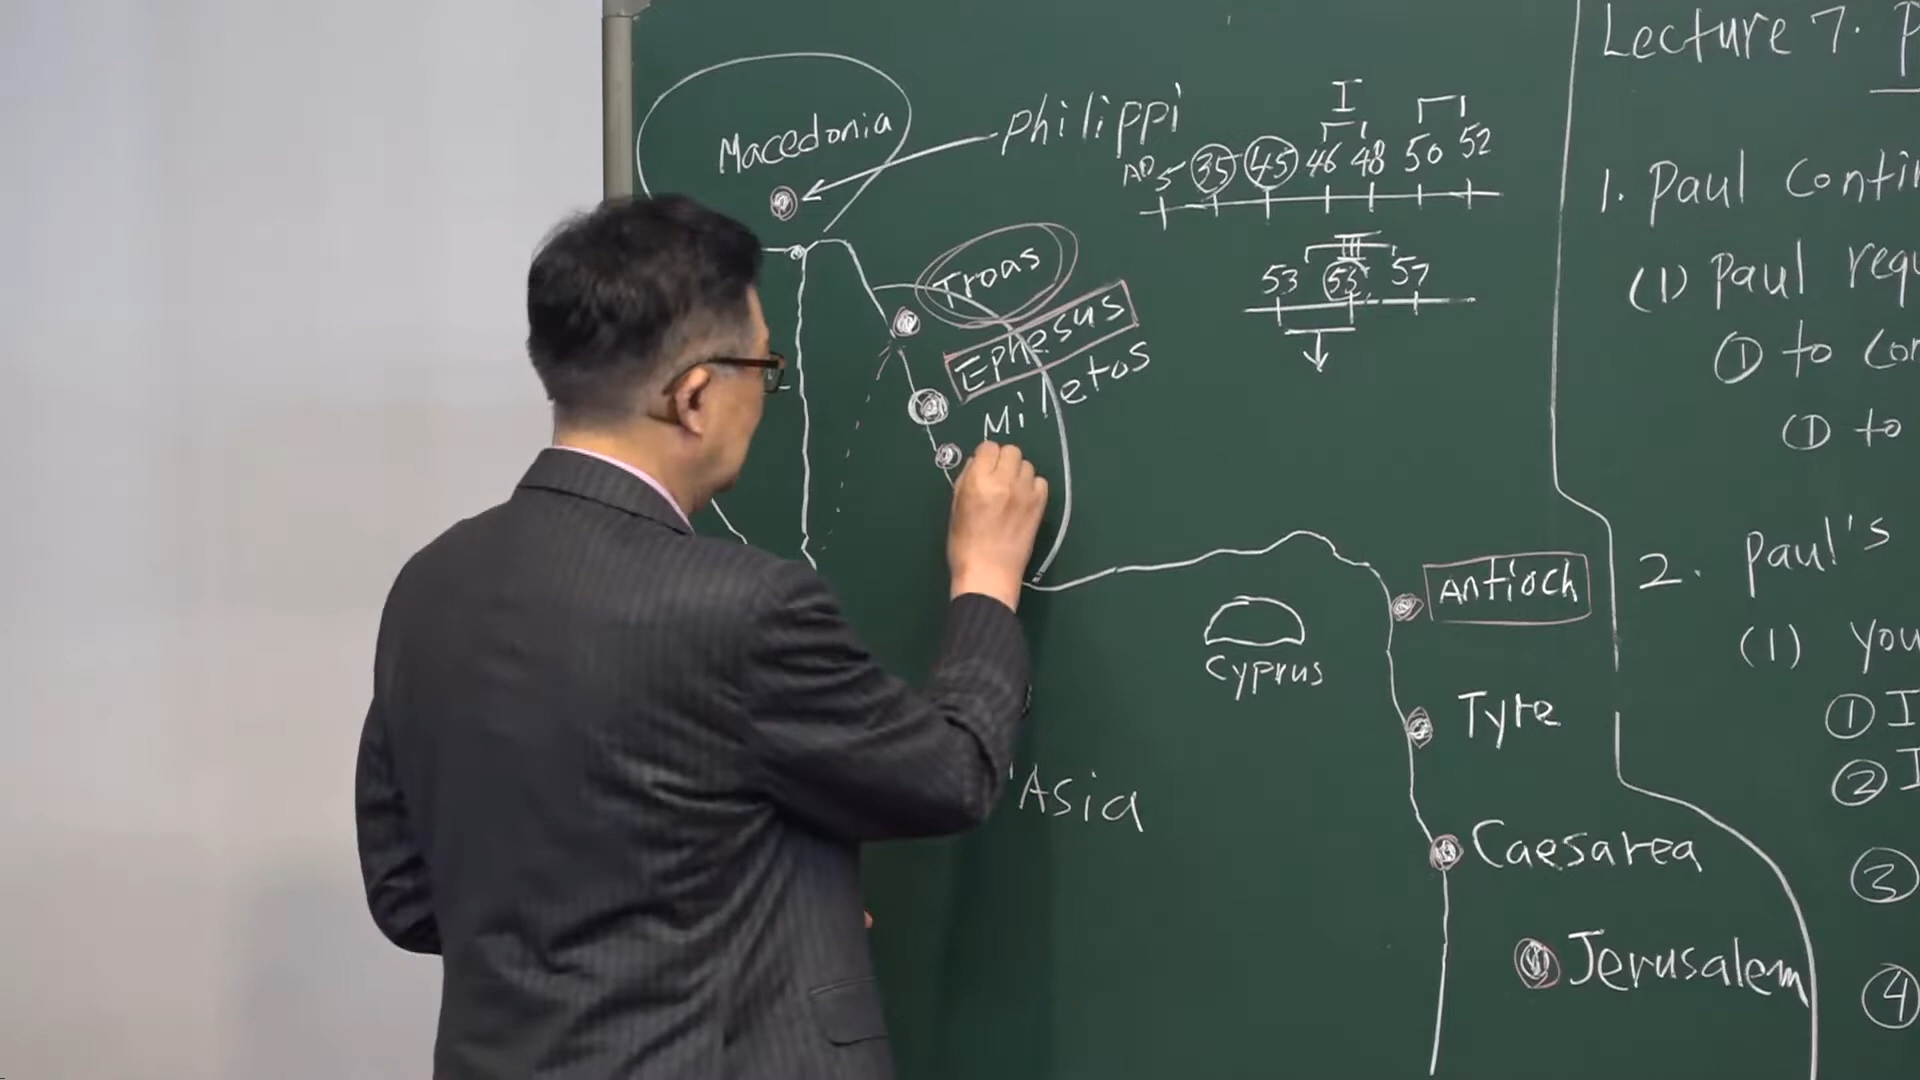 Macedonia
philippi
Troas
Ephesus
Miletos
Asia
Cyprus
Antioch
Tyre
Caesarea
Jerusalem
I
AD 5 35 45 46 48 50 52
III
53 55 57
Lecture 7. P
1. Paul Contin
(1) Paul requ
① to Con
① to
2. Paul's
(1) you
① I
② I
③
④